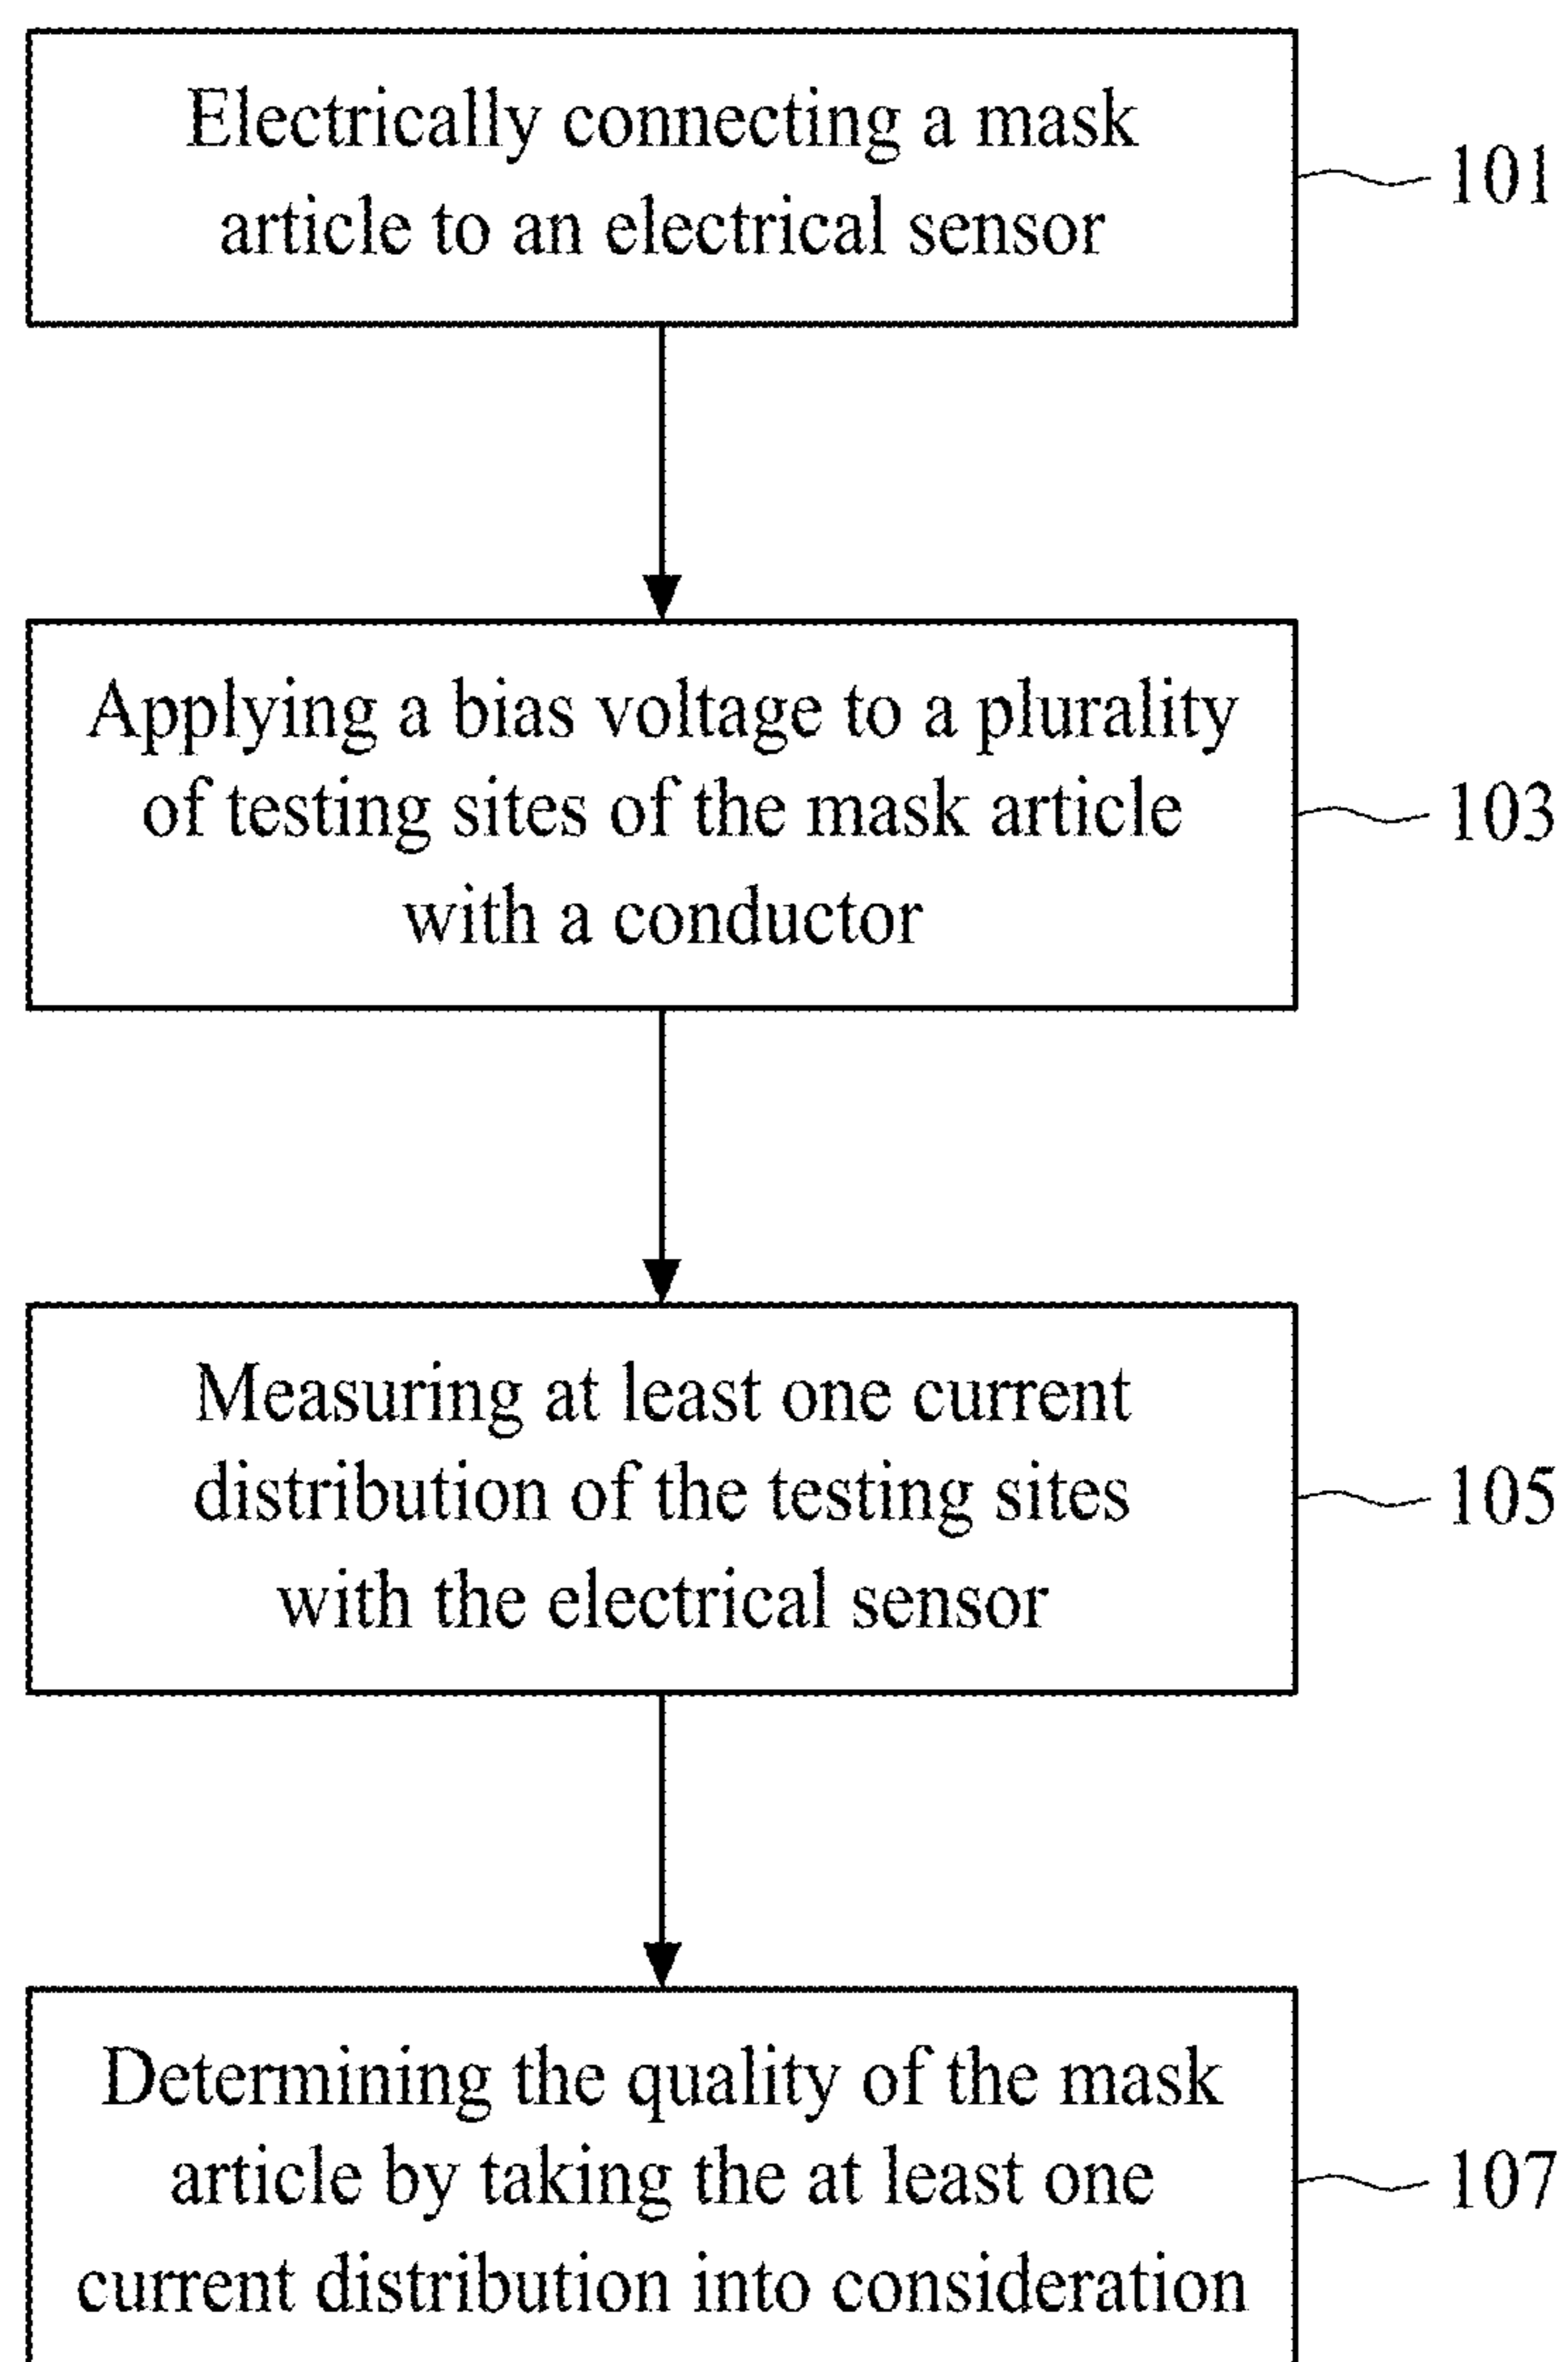 Electrically connecting a mask
article to an electrical sensor
101
Applying a bias voltage to a plurality
of testing sites of the mask article
with a conductor
103
Measuring at least one current
distribution of the testing sites
with the electrical sensor
105
Determining the quality of the mask
article by taking the at least one
current distribution into consideration
107